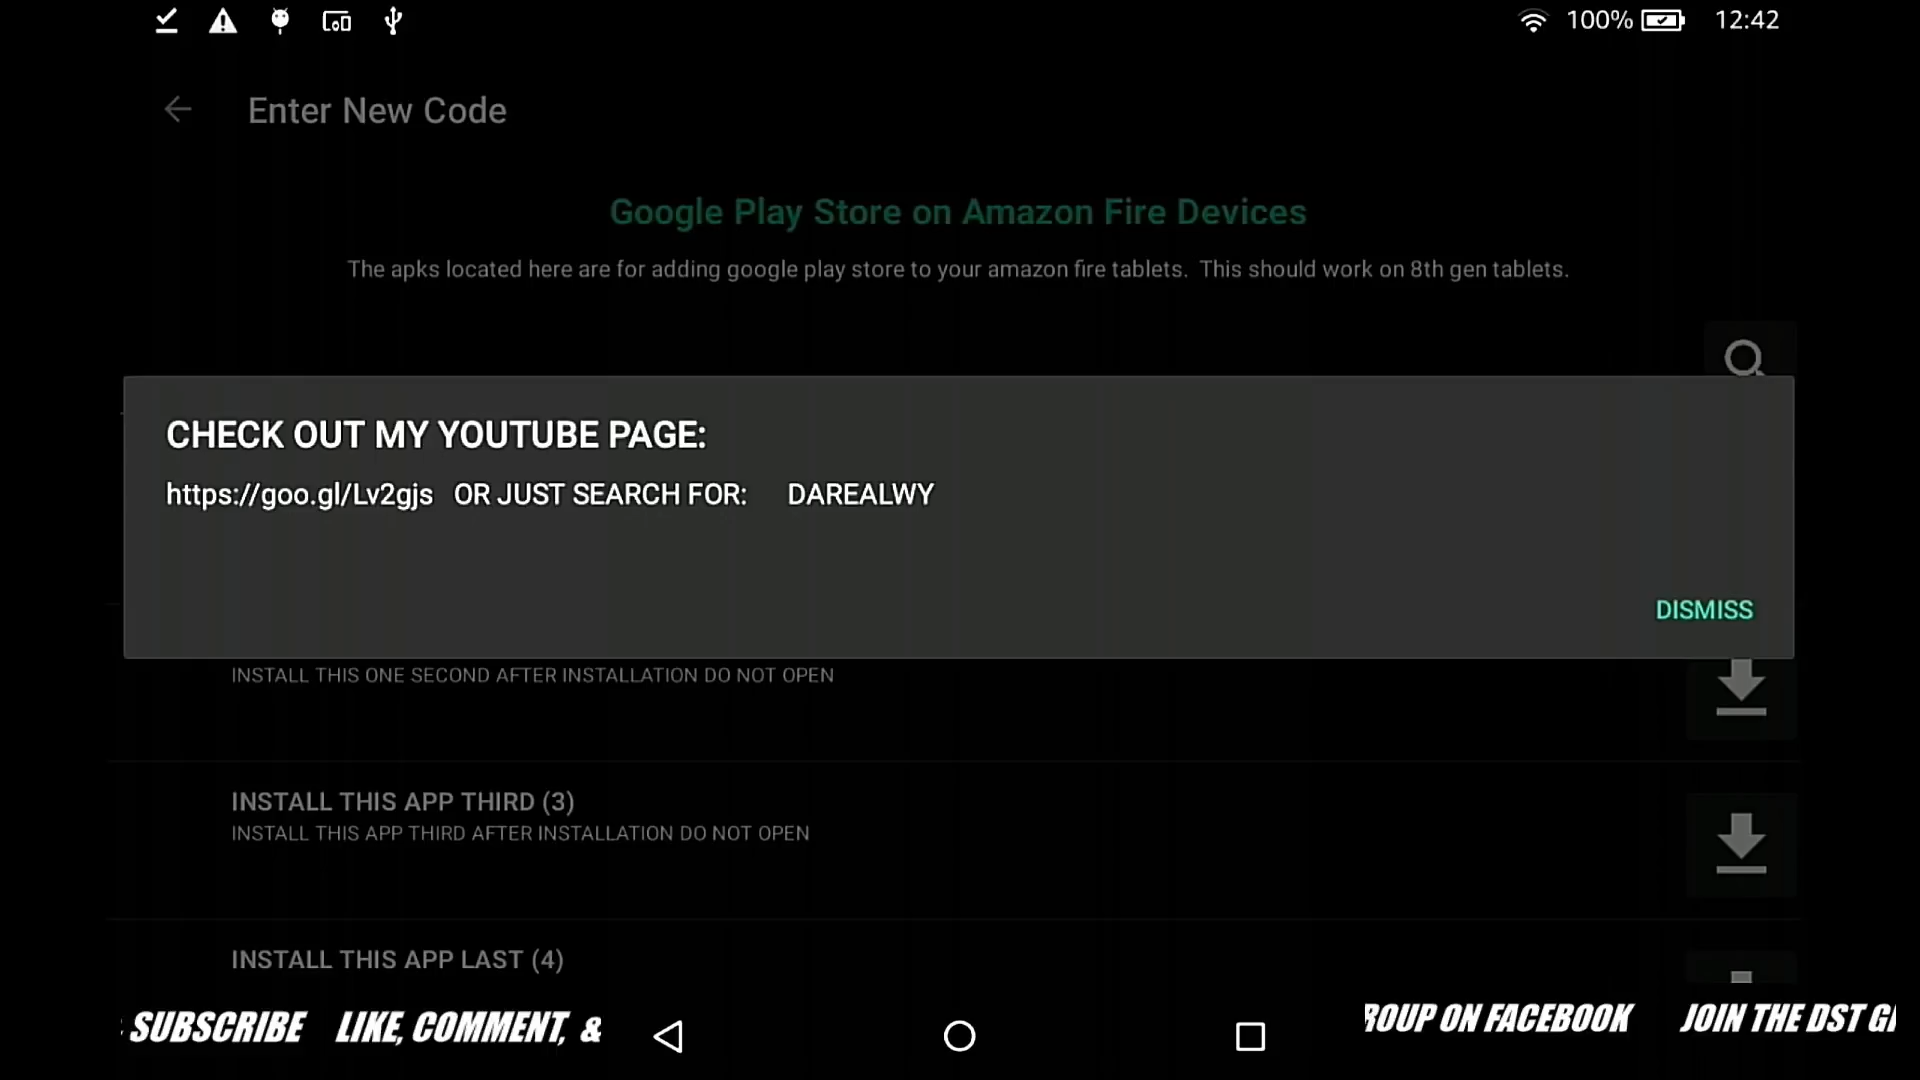 100% 12:42
Enter New Code
Google Play Store on Amazon Fire Devices
The apks located here are for adding google play store to your amazon fire tablets. This should work on 8th gen tablets.
CHECK OUT MY YOUTUBE PAGE:
https://goo.gl/Lv2gjs OR JUST SEARCH FOR: DAREALWY
DISMISS
INSTALL THIS ONE SECOND AFTER INSTALLATION DO NOT OPEN
INSTALL THIS APP THIRD (3)
INSTALL THIS APP THIRD AFTER INSTALLATION DO NOT OPEN
INSTALL THIS APP LAST (4)
SUBSCRIBE LIKE, COMMENT, &
ROUP ON FACEBOOK JOIN THE DST G